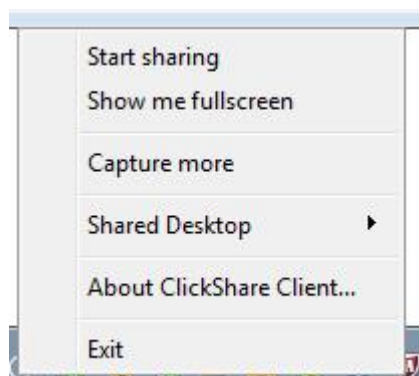 Start sharing
Show me fullscreen
Capture more
Shared Desktop
About ClickShare Client...
Exit